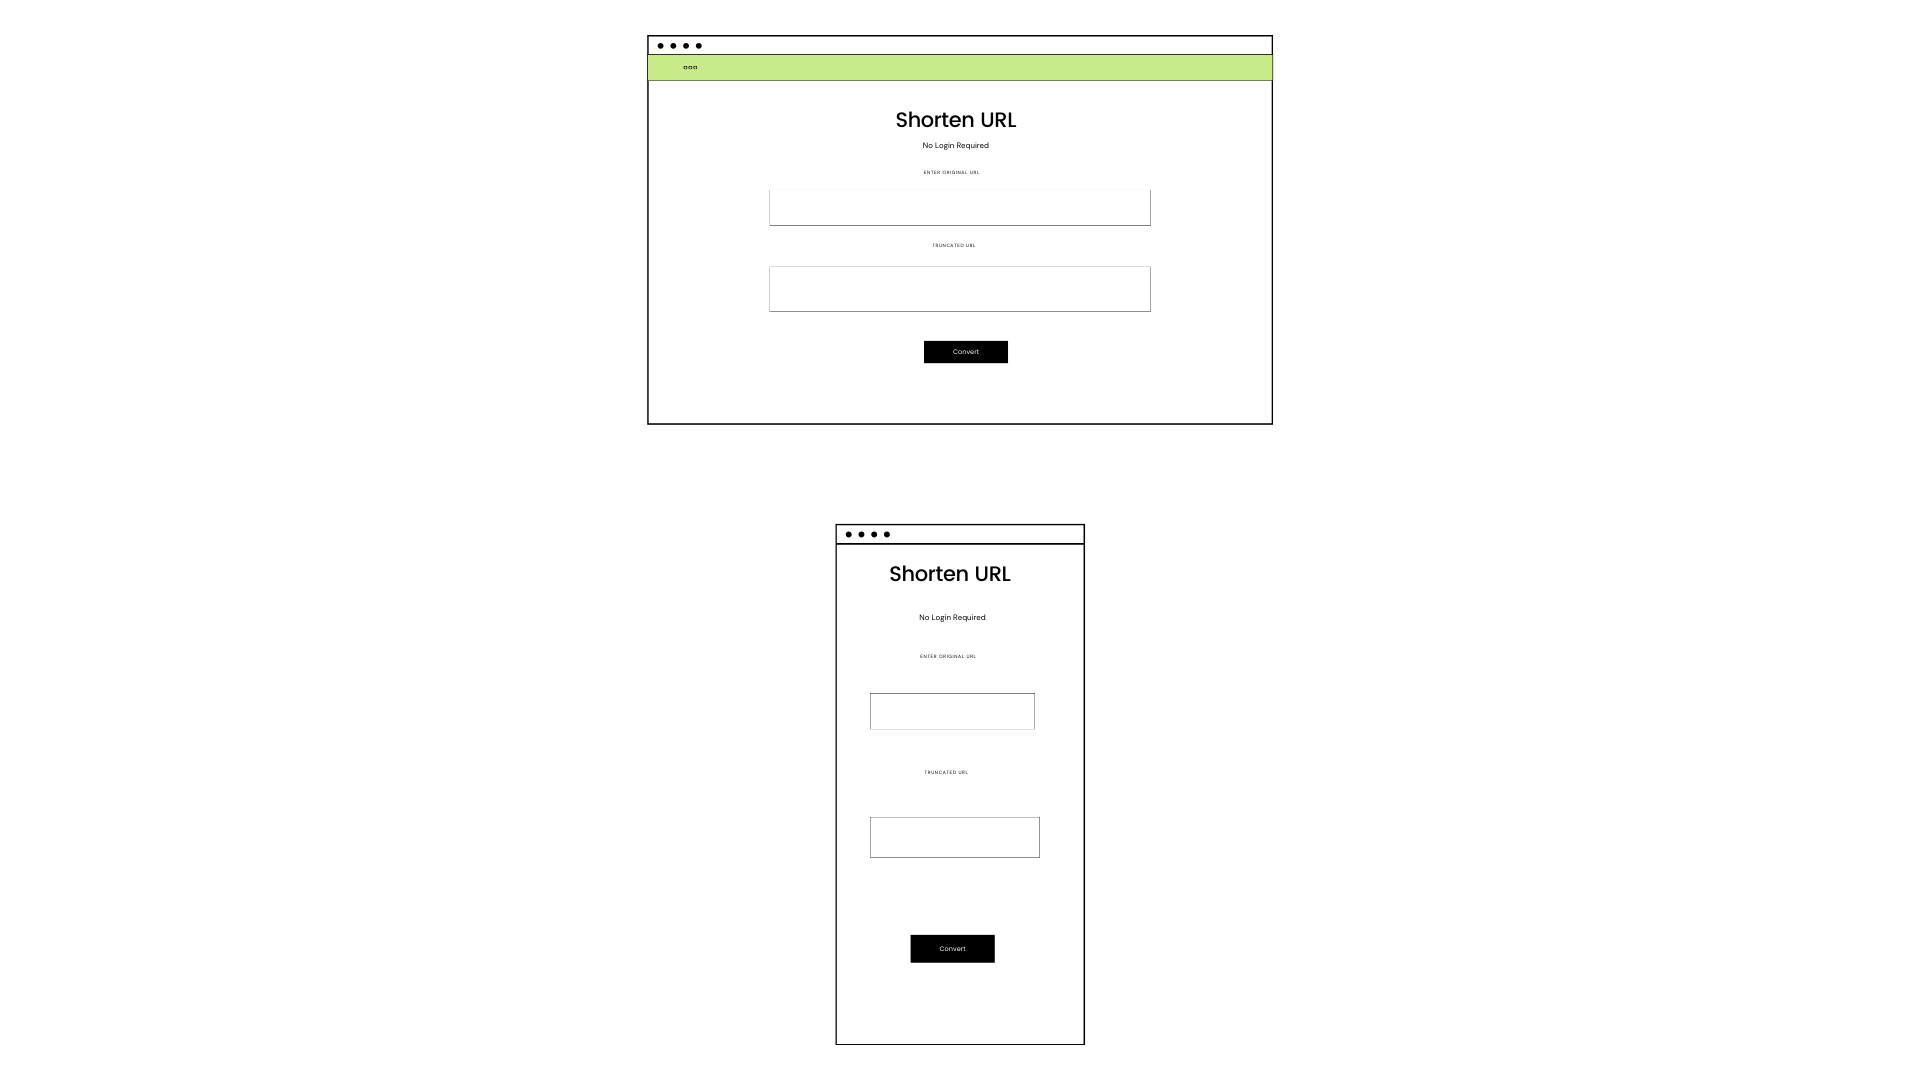 Shorten URL
No Login Required
ENTER ORIGINAL URL
TRUNCATED URL
Convert
Shorten URL
No Login Required
ENTER ORIGINAL URL
TRUNCATED URL
Convert